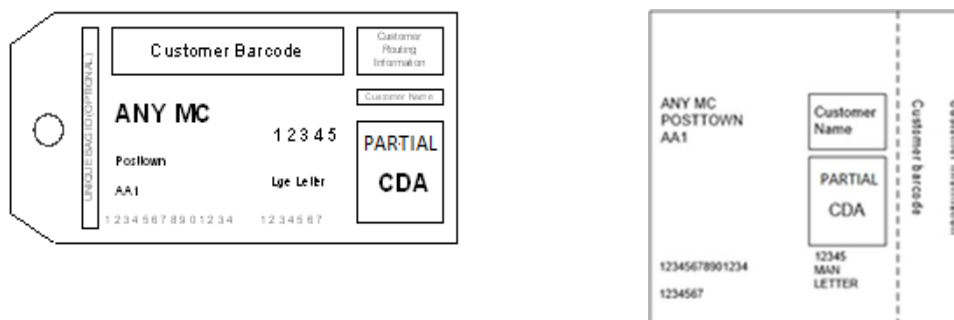 Customer Barcode
Customer
Routing
Information
UNIQUE BAG ID (OPTIONAL)
Customer Name
ANY MC
12345
PARTIAL
CDA
Posttown
Lge Letter
AA1
12345678901234
1234567
ANY MC
POSTTOWN
AA1
Customer
Name
PARTIAL
CDA
12345
MAN
LETTER
12345678901234
1234567
Customer barcode